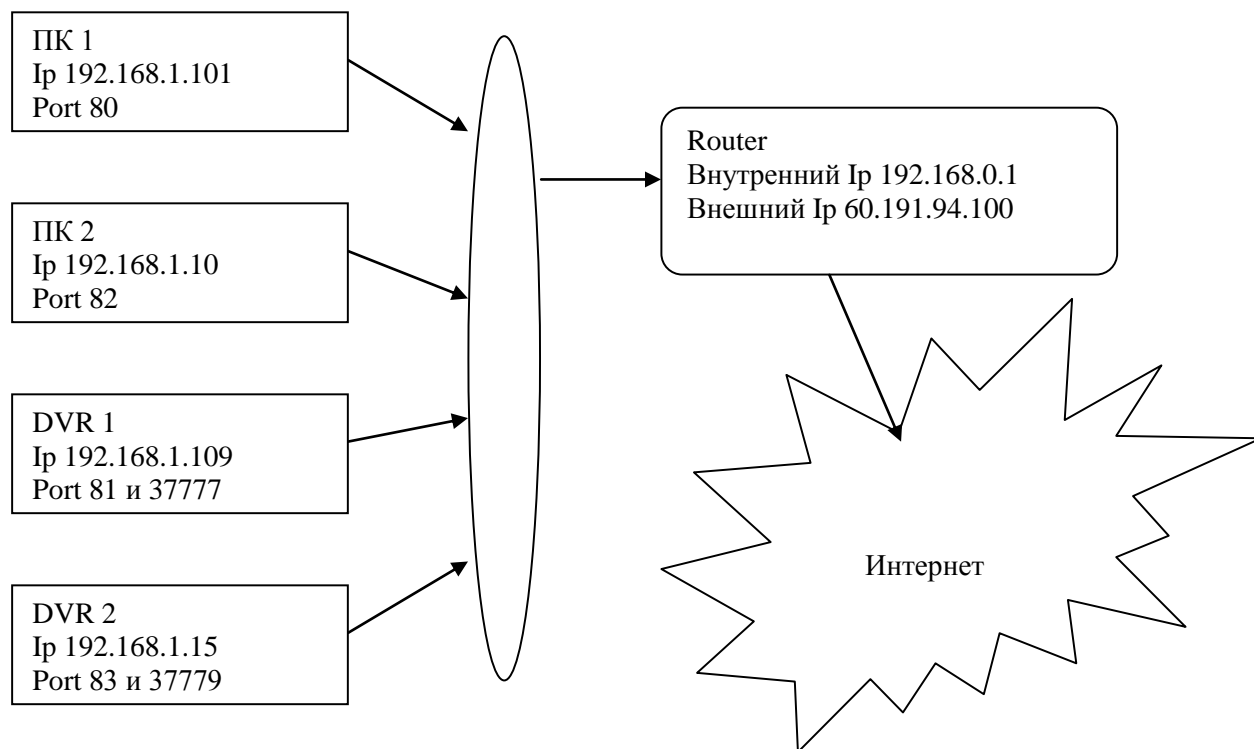 ПК 1
Ip 192.168.1.101
Port 80
ПК 2
Ip 192.168.1.10
Port 82
DVR 1
Ip 192.168.1.109
Port 81 и 37777
DVR 2
Ip 192.168.1.15
Port 83 и 37779
Router
Внутренний Ip 192.168.0.1
Внешний Ip 60.191.94.100
Интернет